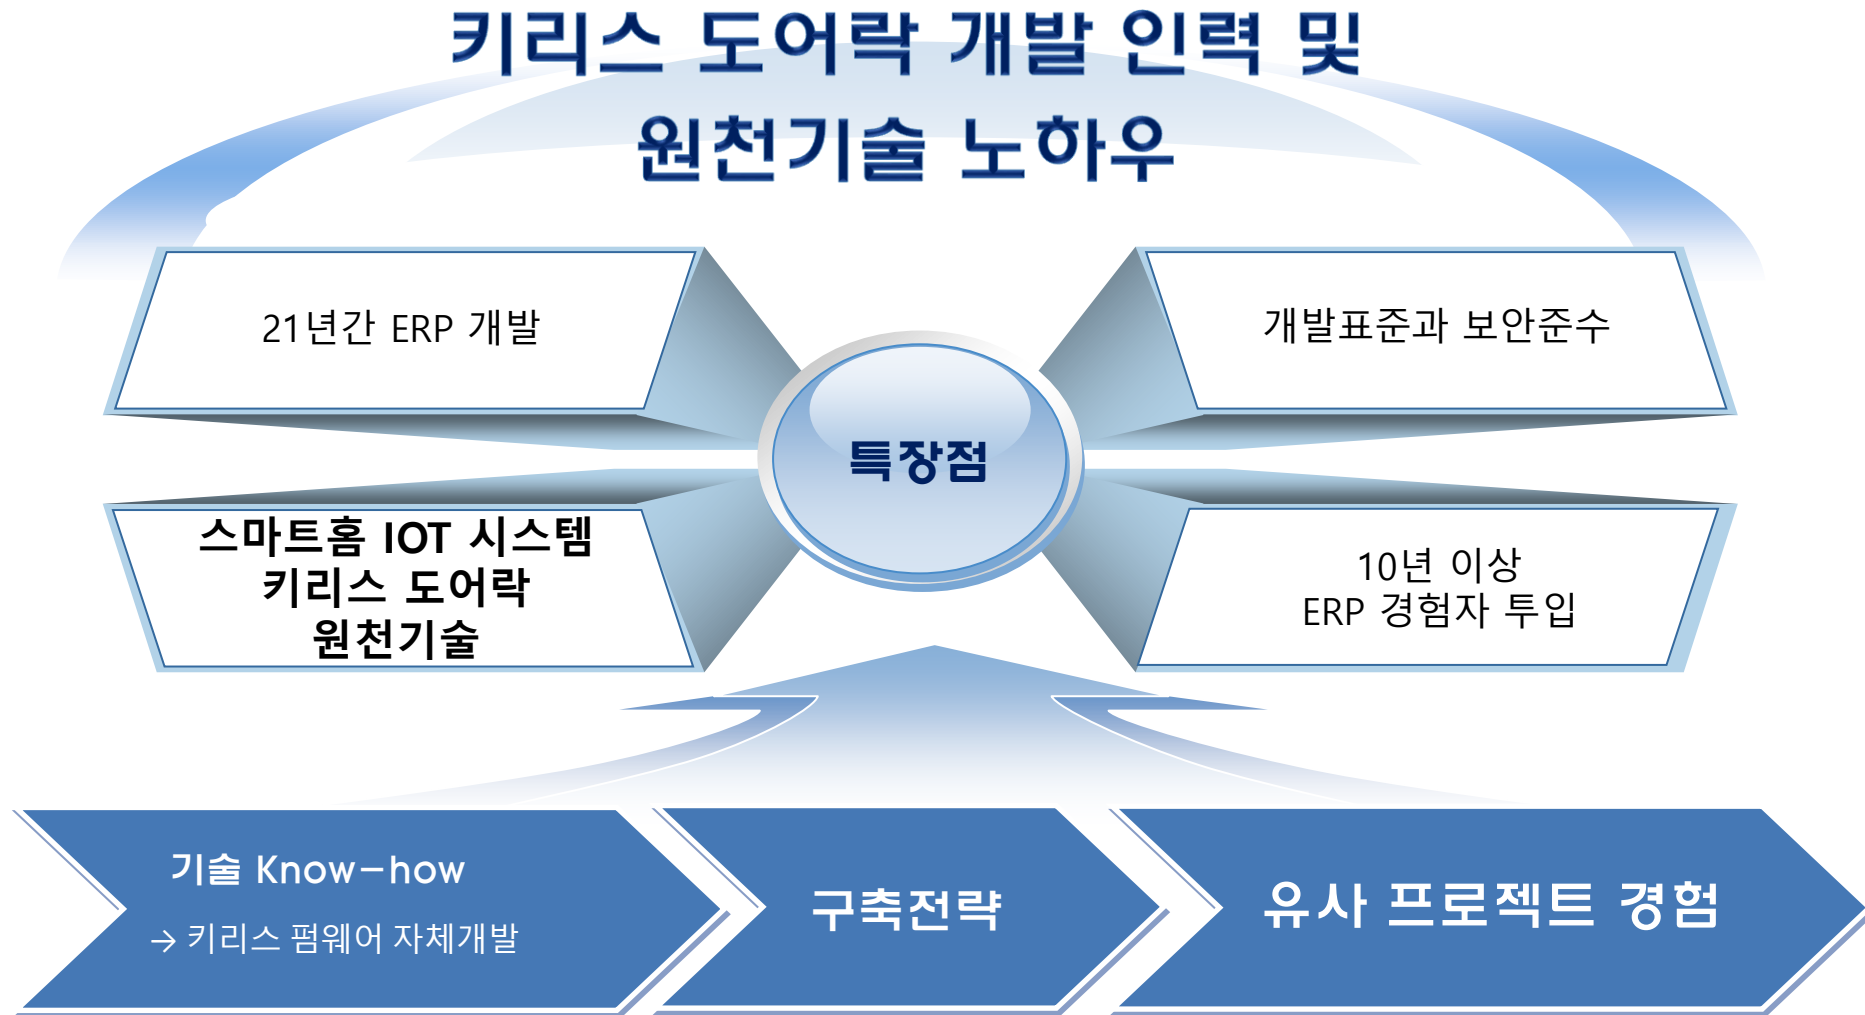 키리스 도어락 개발 인력 및
원천기술 노하우
21년간 ERP 개발
개발표준과 보안준수
특장점
스마트홈 IOT 시스템
키리스 도어락
원천기술
10년 이상
ERP 경험자 투입
기술 Know-how
→ 키리스 펌웨어 자체개발
구축전략
유사 프로젝트 경험